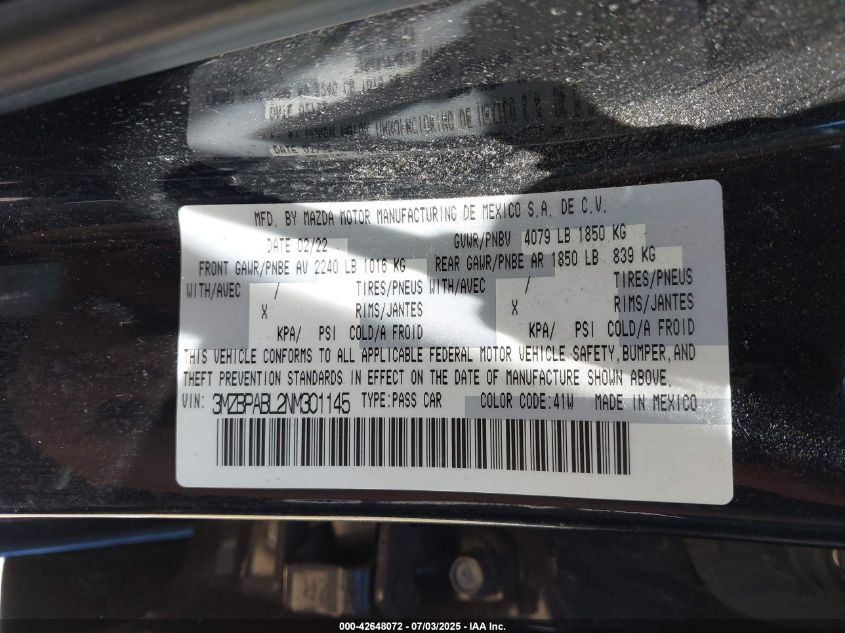 MFD. BY MAZDA MOTOR MANUFACTURING DE MEXICO S.A. DE C.V.
DATE 02/22 GVWR/PNBV 4079 LB 1850 KG
FRONT GAWR/PNBE AV 2240 LB 1016 KG REAR GAWR/PNBE AR 1850 LB 839 KG
WITH/AVEC / TIRES/PNEUS WITH/AVEC / TIRES/PNEUS
X RIMS/JANTES X RIMS/JANTES
KPA/ PSI COLD/A FROID KPA/ PSI COLD/A FROID
THIS VEHICLE CONFORMS TO ALL APPLICABLE FEDERAL MOTOR VEHICLE SAFETY, BUMPER, AND
THEFT PREVENTION STANDARDS IN EFFECT ON THE DATE OF MANUFACTURE SHOWN ABOVE.
VIN: 3MZBPABL2NM301145 TYPE:PASS CAR COLOR CODE:41W MADE IN MEXICO
000-42648072 - 07/03/2025 - IAA Inc.